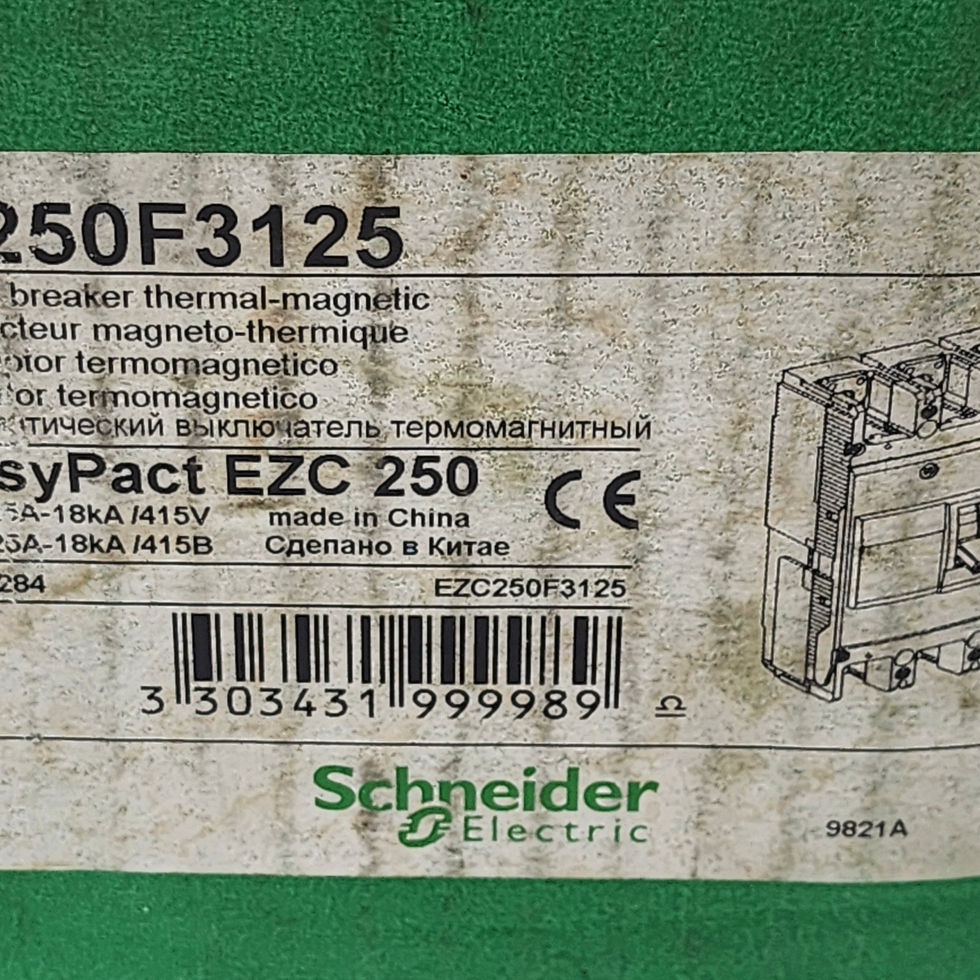 250F3125
breaker thermal-magnetic
cteur magneto-thermique
termomagnetico
or termomagnetico
тический выключатель термомагнитный
syPact EZC 250
5A-18kA /415V made in China
25A-18kA /415B Сделано в Китае
284 EZC250F3125
3 303431 999989
Schneider
Electric
9821A